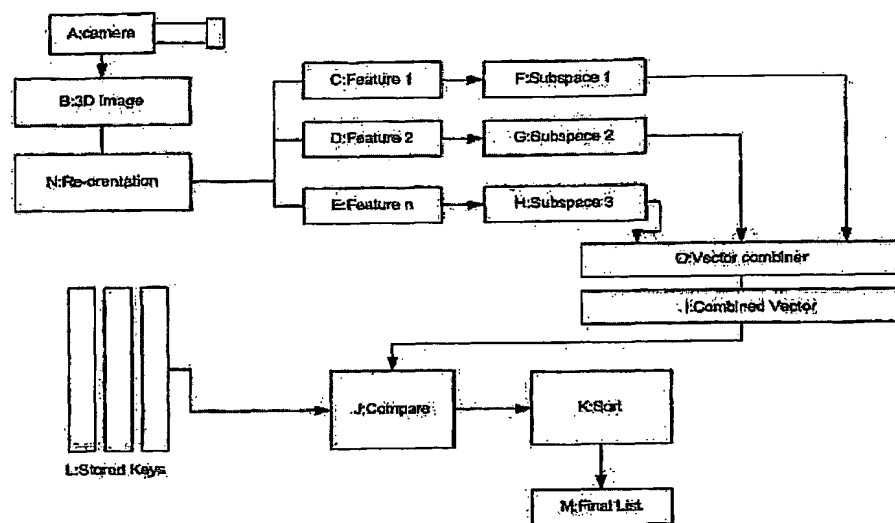 A:camera
B:3D Image
N:Re-orentation
C:Feature 1
F:Subspace 1
D:Feature 2
G:Subspace 2
E:Feature n
H:Subspace 3
O:Vector combiner
I:Combined Vector
J:Compare
K:Sort
L:Stored Keys
M:Final List